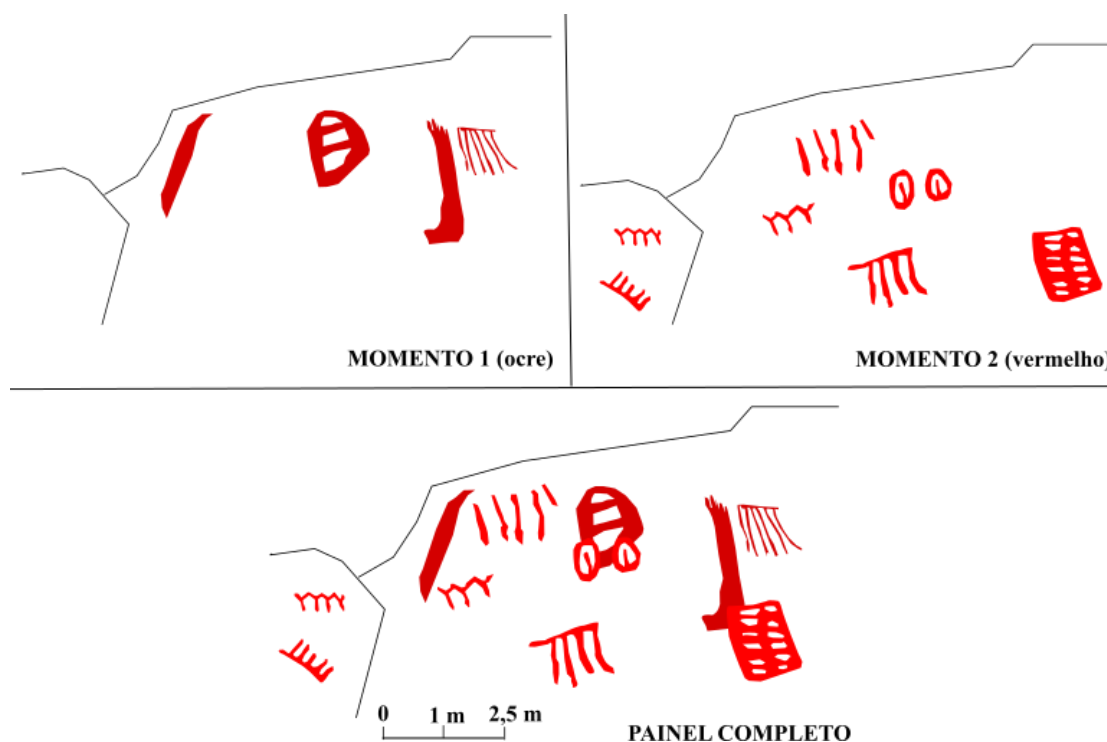 MOMENTO 1 (ocre)
MOMENTO 2 (vermelho)
0 1 m 2,5 m
PAINEL COMPLETO